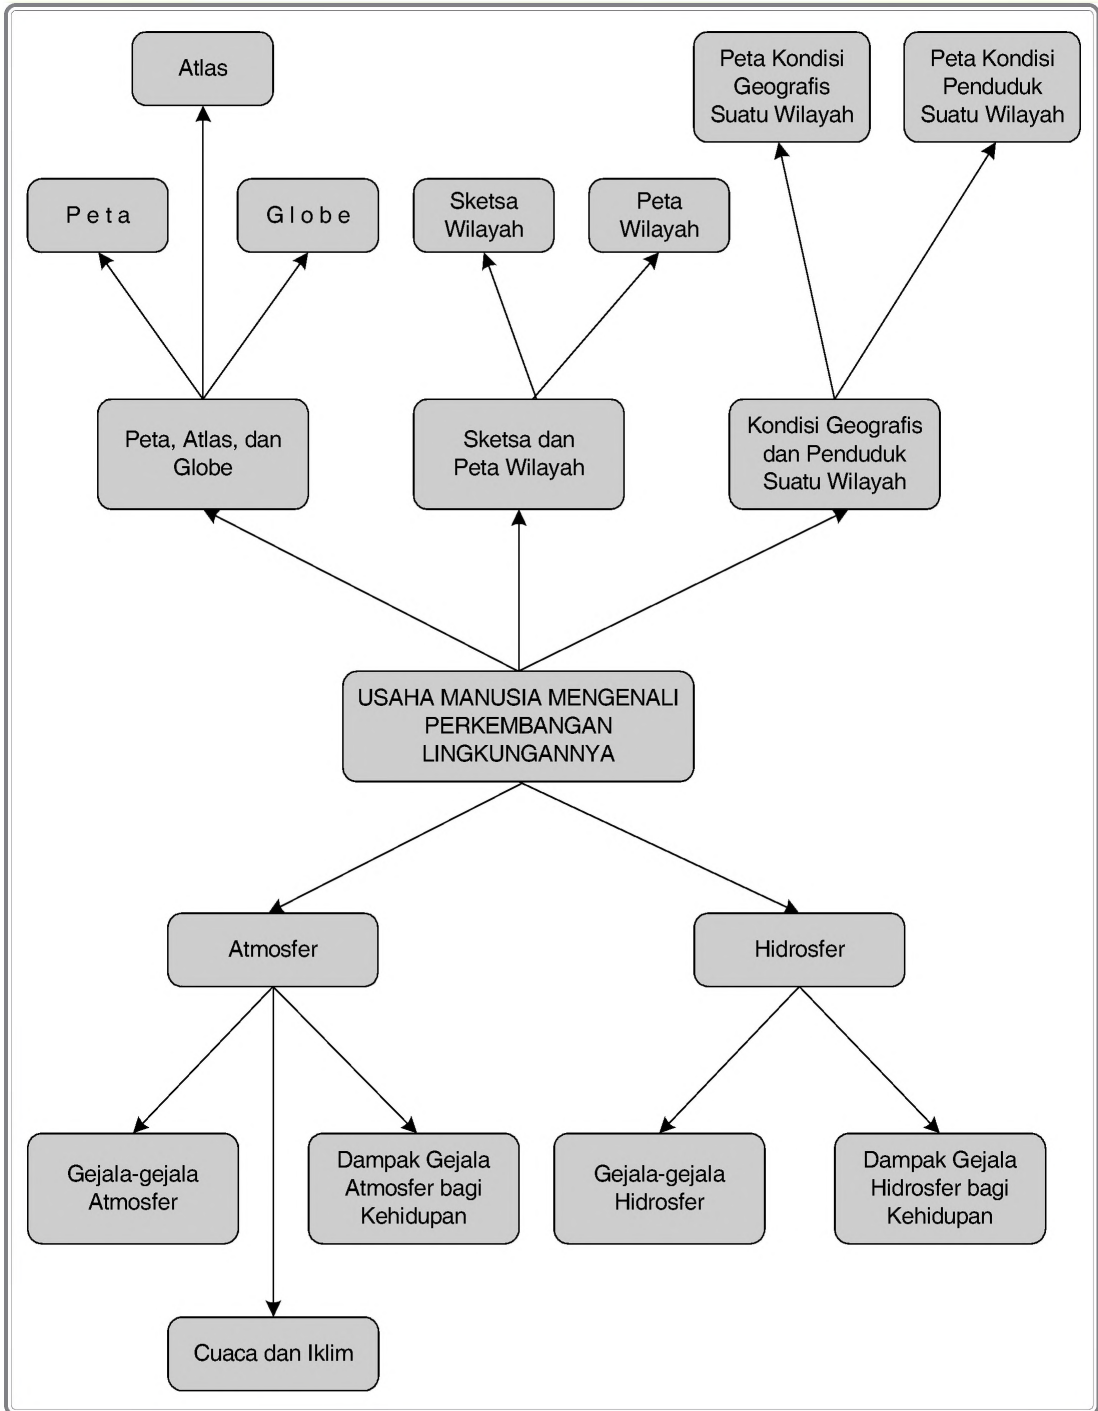 Atlas
Peta Kondisi
Geografis
Suatu Wilayah
Peta Kondisi
Penduduk
Suatu Wilayah
Peta
Globe
Sketsa
Wilayah
Peta
Wilayah
Peta, Atlas, dan
Globe
Sketsa dan
Peta Wilayah
Kondisi Geografis
dan Penduduk
Suatu Wilayah
USAHA MANUSIA MENGENALI
PERKEMBANGAN
LINGKUNGANNYA
Atmosfer
Hidrosfer
Gejala-gejala
Atmosfer
Dampak Gejala
Atmosfer bagi
Kehidupan
Gejala-gejala
Hidrosfer
Dampak Gejala
Hidrosfer bagi
Kehidupan
Cuaca dan Iklim